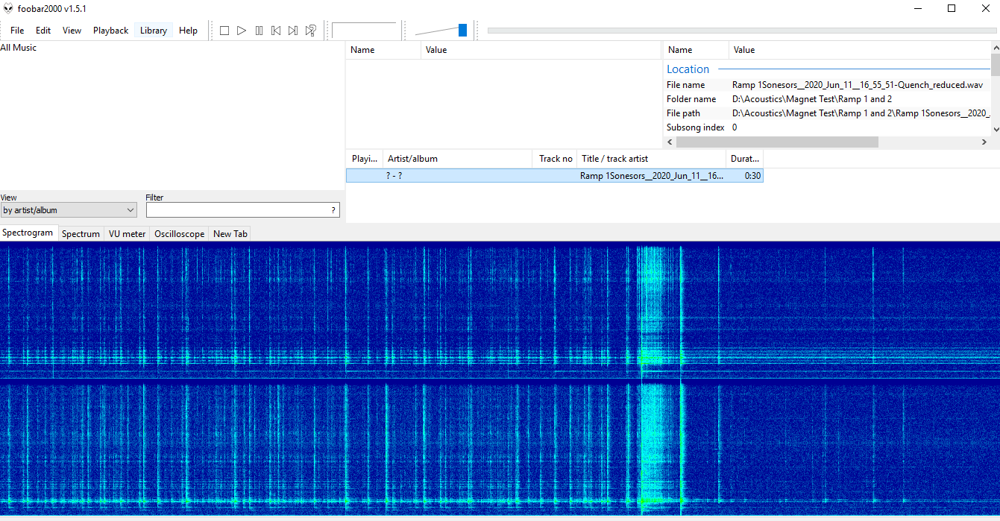 foobar2000 v1.5.1
File Edit View Playback Library Help
All Music
Name Value
Name Value
Location
File name Ramp 1Sonesors__2020_Jun_11__16_55_51-Quench_reduced.wav
Folder name D:\Acoustics\Magnet Test\Ramp 1 and 2
File path D:\Acoustics\Magnet Test\Ramp 1 and 2\Ramp 1Sonesors__2020_.
Subsong index 0
Playi... Artist/album Track no Title / track artist Durat...
? - ? Ramp 1Sonesors__2020_Jun_11__16... 0:30
View Filter
by artist/album ?
Spectrogram Spectrum VU meter Oscilloscope New Tab